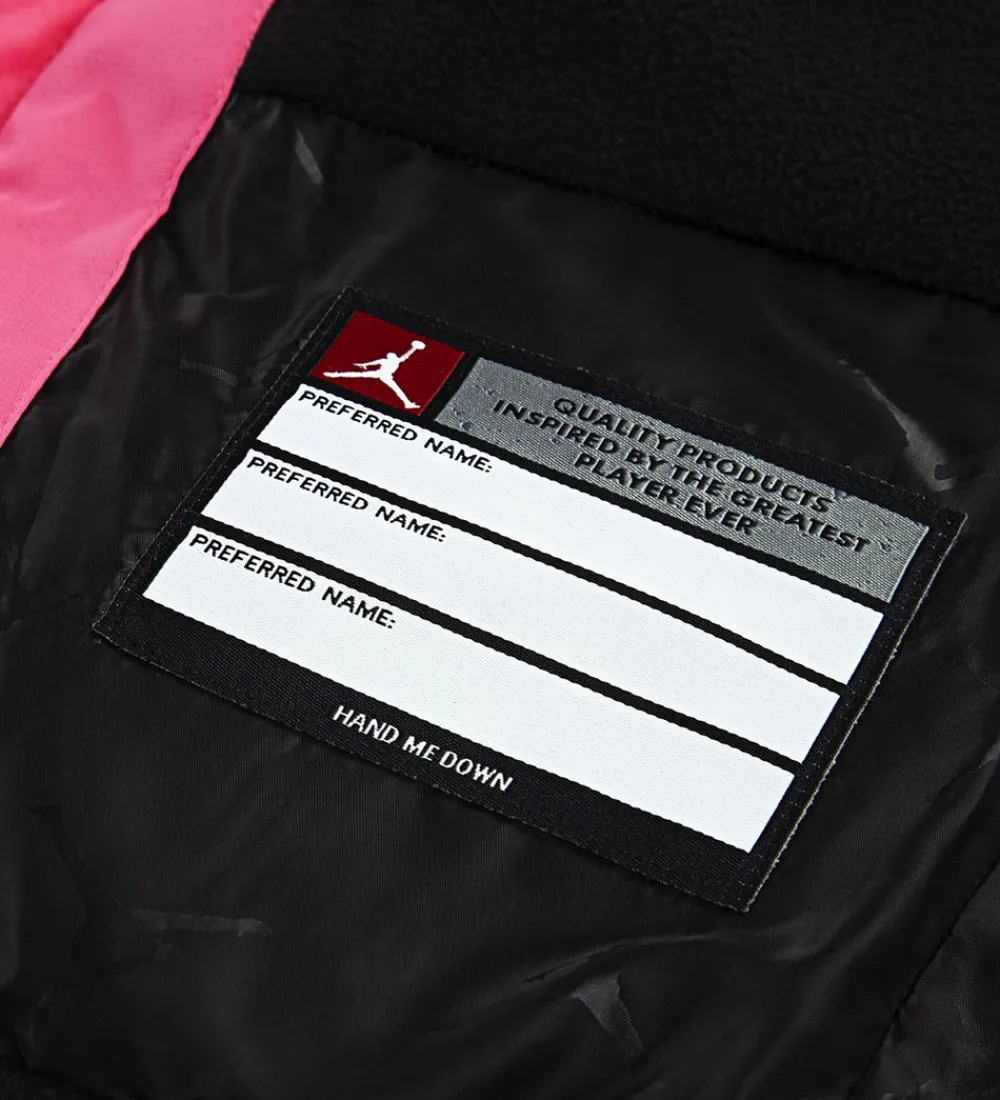 QUALITY PRODUCTS
INSPIRED BY THE GREATEST
PLAYER EVER
PREFERRED NAME:
PREFERRED NAME:
PREFERRED NAME:
HAND ME DOWN